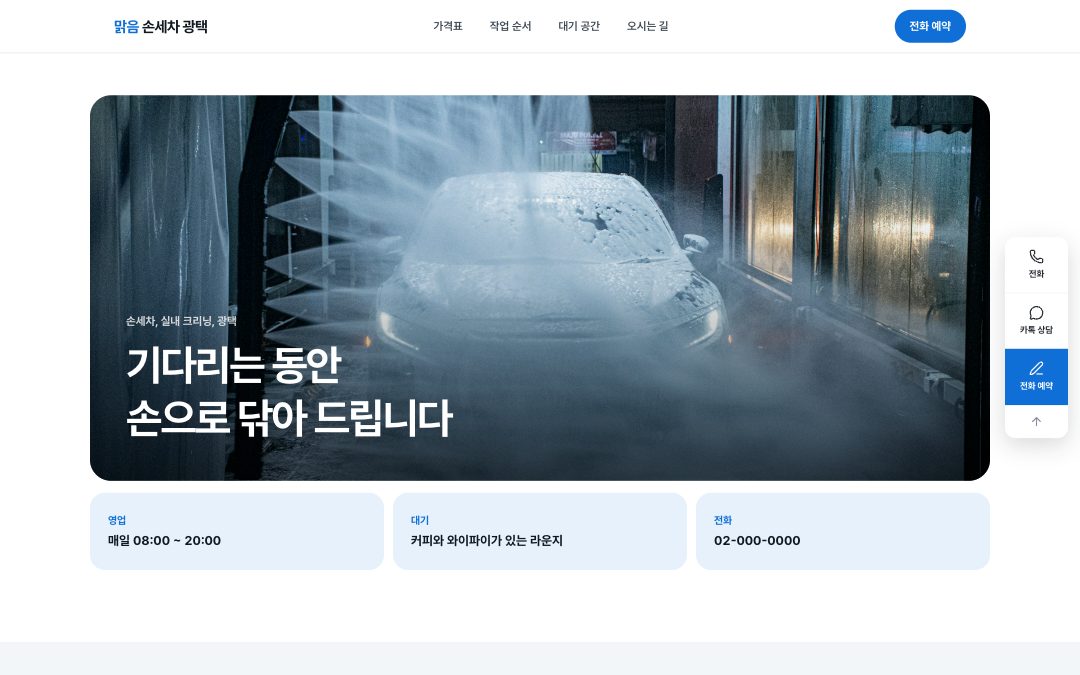 맑음 손세차 광택
가격표
작업 순서
대기 공간
오시는 길
전화 예약
손세차, 실내 크리닝, 광택
기다리는 동안
손으로 닦아 드립니다
전화
카톡 상담
전화 예약
영업
매일 08:00 ~ 20:00
대기
커피와 와이파이가 있는 라운지
전화
02-000-0000